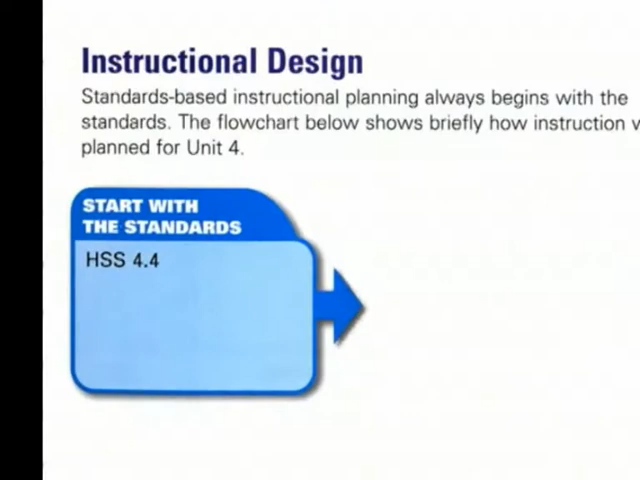 Instructional Design
Standards-based instructional planning always begins with the
standards. The flowchart below shows briefly how instruction
planned for Unit 4.
START WITH
THE STANDARDS
HSS 4.4